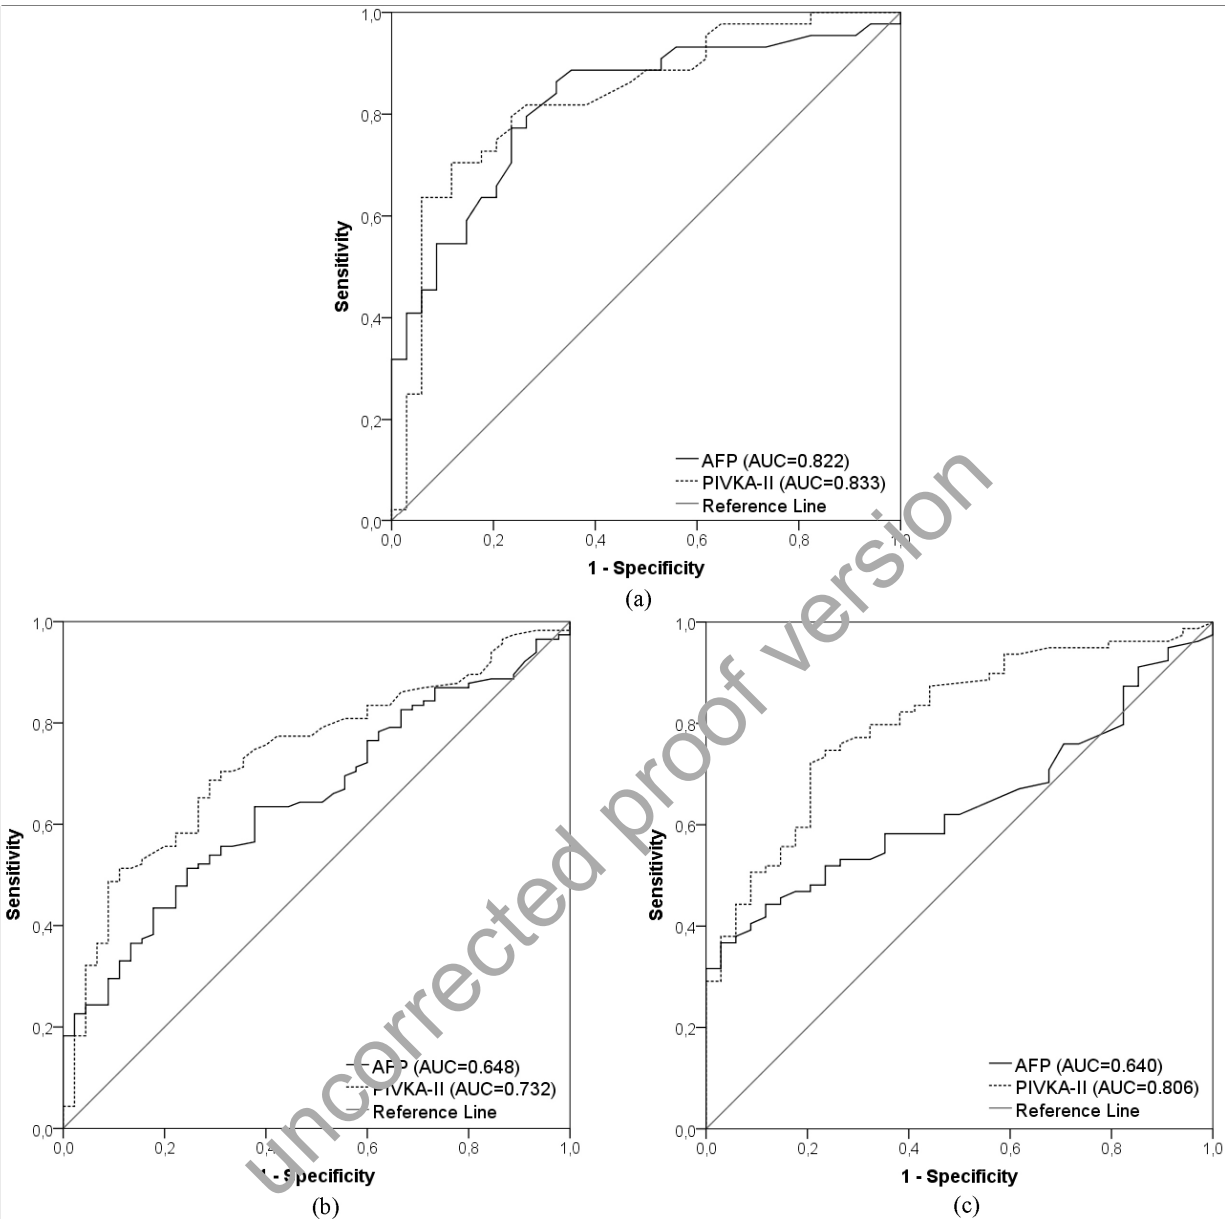 1,0
0,8
0,6
0,4
0,2
0,0
Sensitivity
AFP (AUC=0.822)
PIVKA-II (AUC=0.833)
Reference Line
0,0 0,2 0,4 0,6 0,8 1,0
1 - Specificity
(a)
1,0
0,8
0,6
0,4
0,2
0,0
Sensitivity
AFP (AUC=0.648)
PIVKA-II (AUC=0.732)
Reference Line
0,0 0,2 0,4 0,6 0,8 1,0
1 - Specificity
(b)
1,0
0,8
0,6
0,4
0,2
0,0
Sensitivity
AFP (AUC=0.640)
PIVKA-II (AUC=0.806)
Reference Line
0,0 0,2 0,4 0,6 0,8 1,0
1 - Specificity
(c)
uncorrected proof version